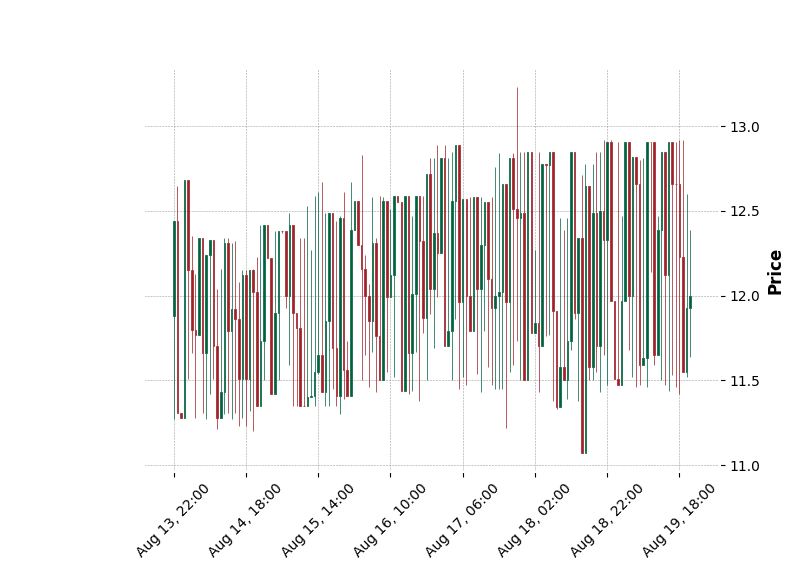 13.0
12.5
12.0
11.5
11.0
Price
Aug 13, 22:00
Aug 14, 18:00
Aug 15, 14:00
Aug 16, 10:00
Aug 17, 06:00
Aug 18, 02:00
Aug 18, 22:00
Aug 19, 18:00